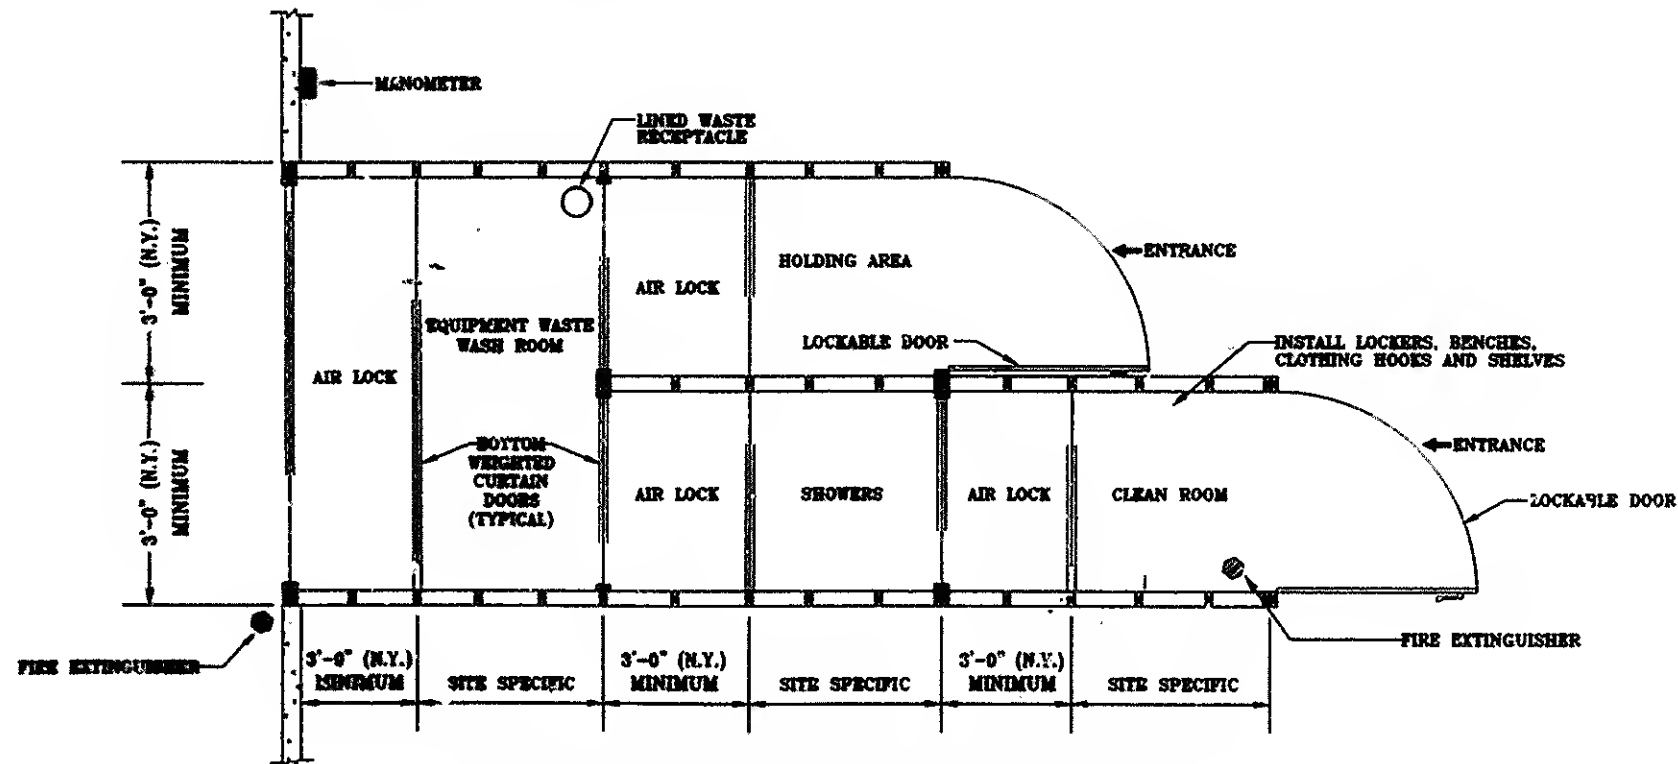 MANOMETER
LINED WASTE
RECEPTACLE
3'-0" (N.Y.)
MINIMUM
HOLDING AREA
ENTRANCE
AIR LOCK
EQUIPMENT WASTE
WASH ROOM
LOCKABLE DOOR
INSTALL LOCKERS, BENCHES,
CLOTHING HOOKS AND SHELVES
AIR LOCK
3'-0" (N.Y.)
MINIMUM
BOTTOM
WEIGHTED
CURTAIN
DOORS
(TYPICAL)
ENTRANCE
AIR LOCK
SHOWERS
AIR LOCK
CLEAN ROOM
LOCKABLE DOOR
FIRE EXTINGUISHER
FIRE EXTINGUISHER
3'-0" (N.Y.)
MINIMUM
SITE SPECIFIC
3'-0" (N.Y.)
MINIMUM
SITE SPECIFIC
3'-0" (N.Y.)
MINIMUM
SITE SPECIFIC